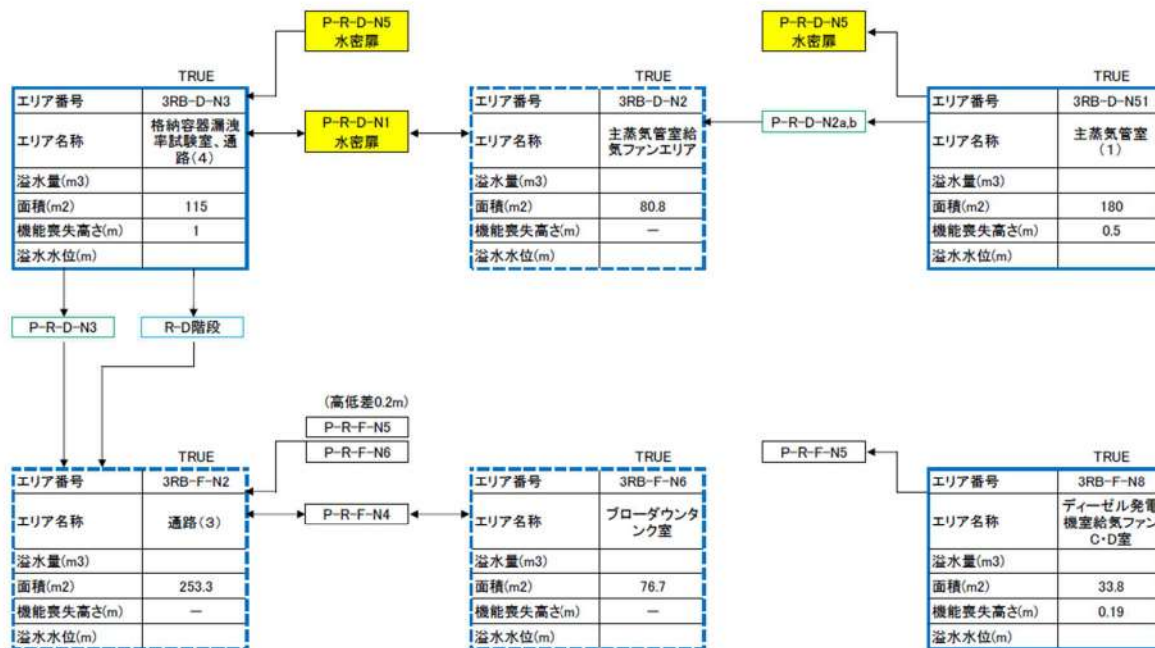 P-R-D-N5
水密扉
P-R-D-N5
水密扉
TRUE
TRUE
TRUE
エリア番号 3RB-D-N3
エリア名称 格納容器漏洩
率試験室、通
路(4)
溢水量(m3)
面積(m2) 115
機能喪失高さ(m) 1
溢水水位(m)
P-R-D-N1
水密扉
エリア番号 3RB-D-N2
エリア名称 主蒸気管室給
気ファンエリア
溢水量(m3)
面積(m2) 80.8
機能喪失高さ(m) ー
溢水水位(m)
P-R-D-N2a,b
エリア番号 3RB-D-N51
エリア名称 主蒸気管室
(1)
溢水量(m3)
面積(m2) 180
機能喪失高さ(m) 0.5
溢水水位(m)
P-R-D-N3
R-D階段
(高低差0.2m)
P-R-F-N5
P-R-F-N6
P-R-F-N5
TRUE
TRUE
TRUE
エリア番号 3RB-F-N2
エリア名称 通路(3)
溢水量(m3)
面積(m2) 253.3
機能喪失高さ(m) ー
溢水水位(m)
P-R-F-N4
エリア番号 3RB-F-N6
エリア名称 ブローダウンタ
ンク室
溢水量(m3)
面積(m2) 76.7
機能喪失高さ(m) ー
溢水水位(m)
エリア番号 3RB-F-N8
エリア名称 ディーゼル発電
機室給気ファン
C・D室
溢水量(m3)
面積(m2) 33.8
機能喪失高さ(m) 0.19
溢水水位(m)